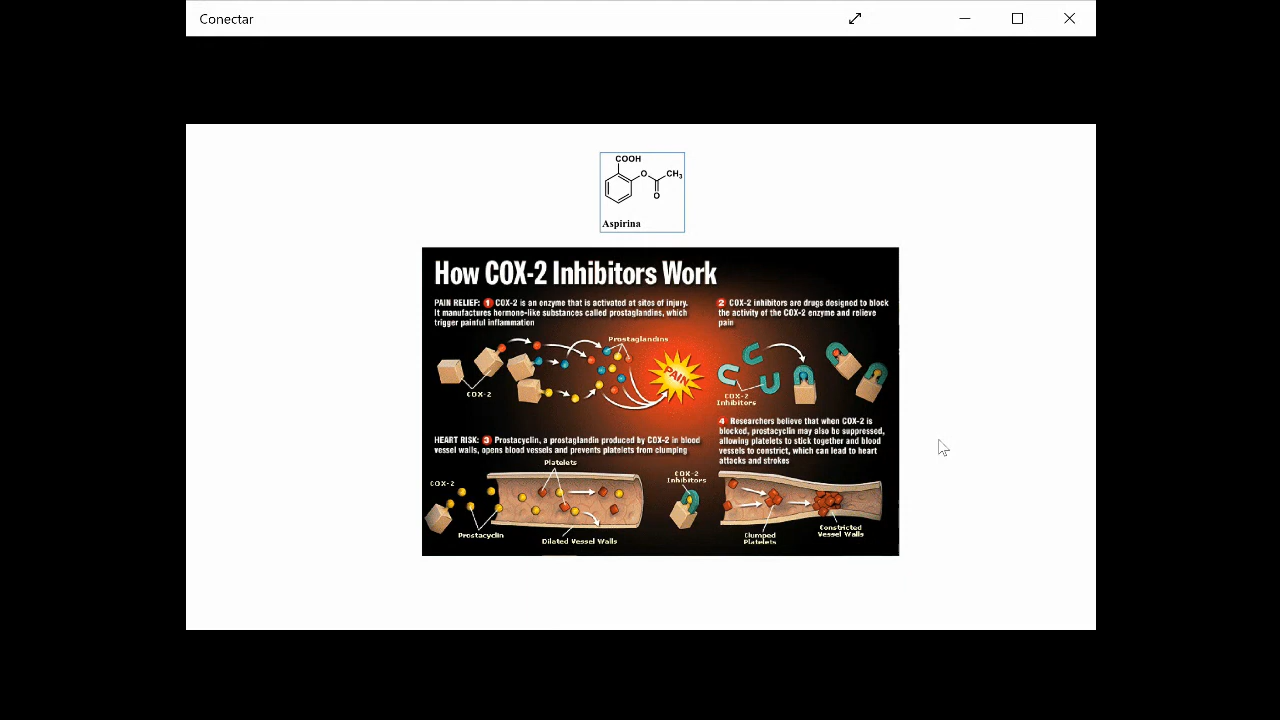 Conectar
COOH
O
CH3
O
Aspirina
How COX-2 Inhibitors Work
PAIN RELIEF: 1 COX-2 is an enzyme that is activated at sites of injury.
It manufactures hormone-like substances called prostaglandins, which
trigger painful inflammation
2 COX-2 inhibitors are drugs designed to block
the activity of the COX-2 enzyme and relieve
pain
Prostaglandins
PAIN
COX-2
COX-2
Inhibitors
HEART RISK: 3 Prostacyclin, a prostaglandin produced by COX-2 in blood
vessel walls, opens blood vessels and prevents platelets from clumping
4 Researchers believe that when COX-2 is
blocked, prostacyclin may also be suppressed,
allowing platelets to stick together and blood
vessels to constrict, which can lead to heart
attacks and strokes
Platelets
COX-2
COX-2
Inhibitors
Prostacyclin
Dilated Vessel Walls
Clumped
Platelets
Constricted
Vessel Walls